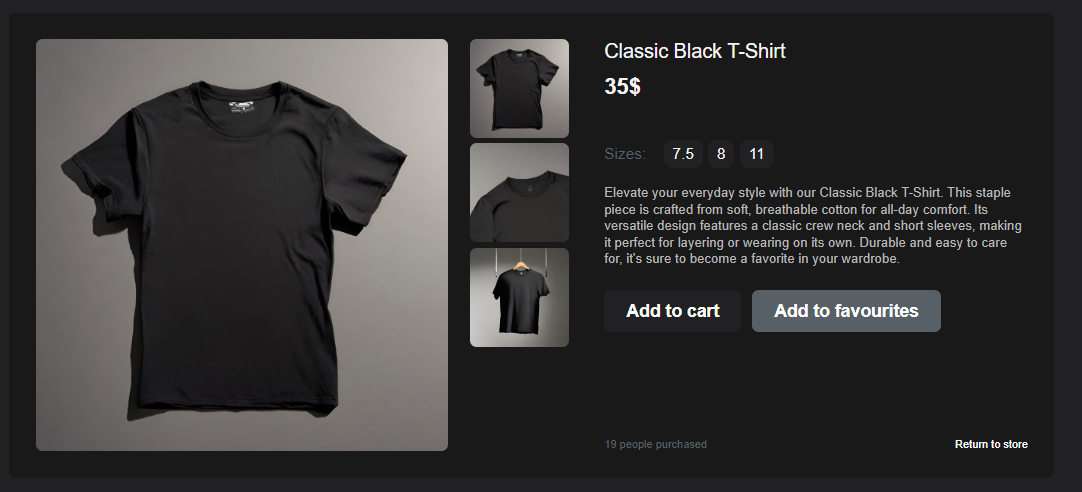 Classic Black T-Shirt
35$
Sizes: 7.5 8 11
Elevate your everyday style with our Classic Black T-Shirt. This staple
piece is crafted from soft, breathable cotton for all-day comfort. Its
versatile design features a classic crew neck and short sleeves, making
it perfect for layering or wearing on its own. Durable and easy to care
for, it's sure to become a favorite in your wardrobe.
Add to cart Add to favourites
19 people purchased Return to store